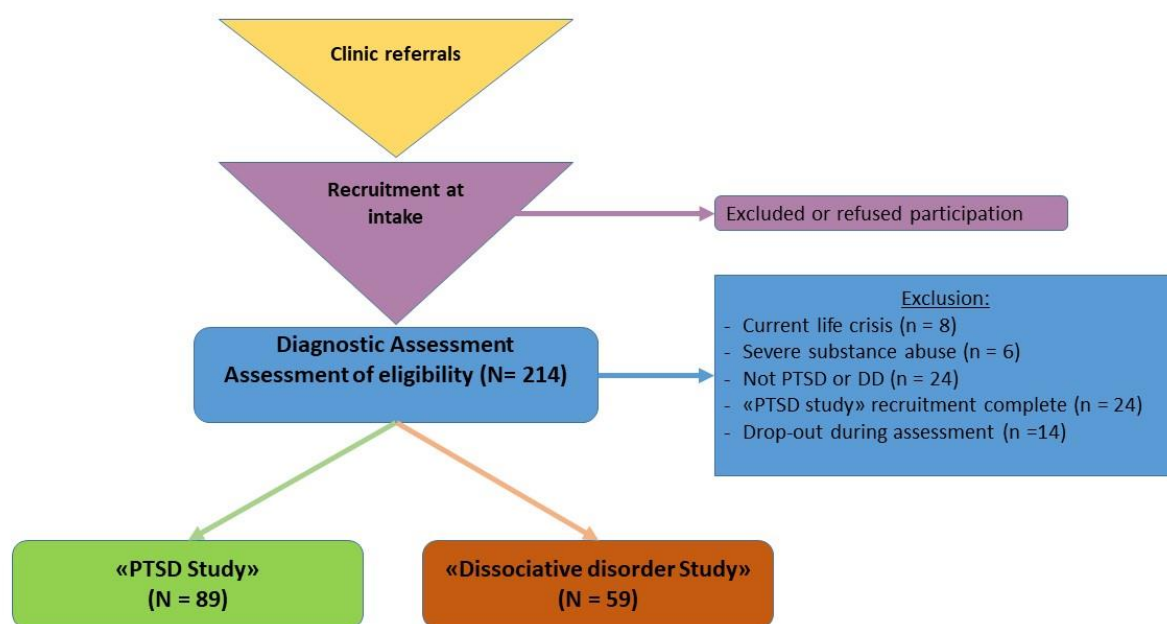 Clinic referrals
Recruitment at
intake
Excluded or refused participation
Diagnostic Assessment
Assessment of eligibility (N= 214)
Exclusion:
- Current life crisis (n = 8)
- Severe substance abuse (n = 6)
- Not PTSD or DD (n = 24)
- «PTSD study» recruitment complete (n = 24)
- Drop-out during assessment (n =14)
«PTSD Study»
(N = 89)
«Dissociative disorder Study»
(N = 59)